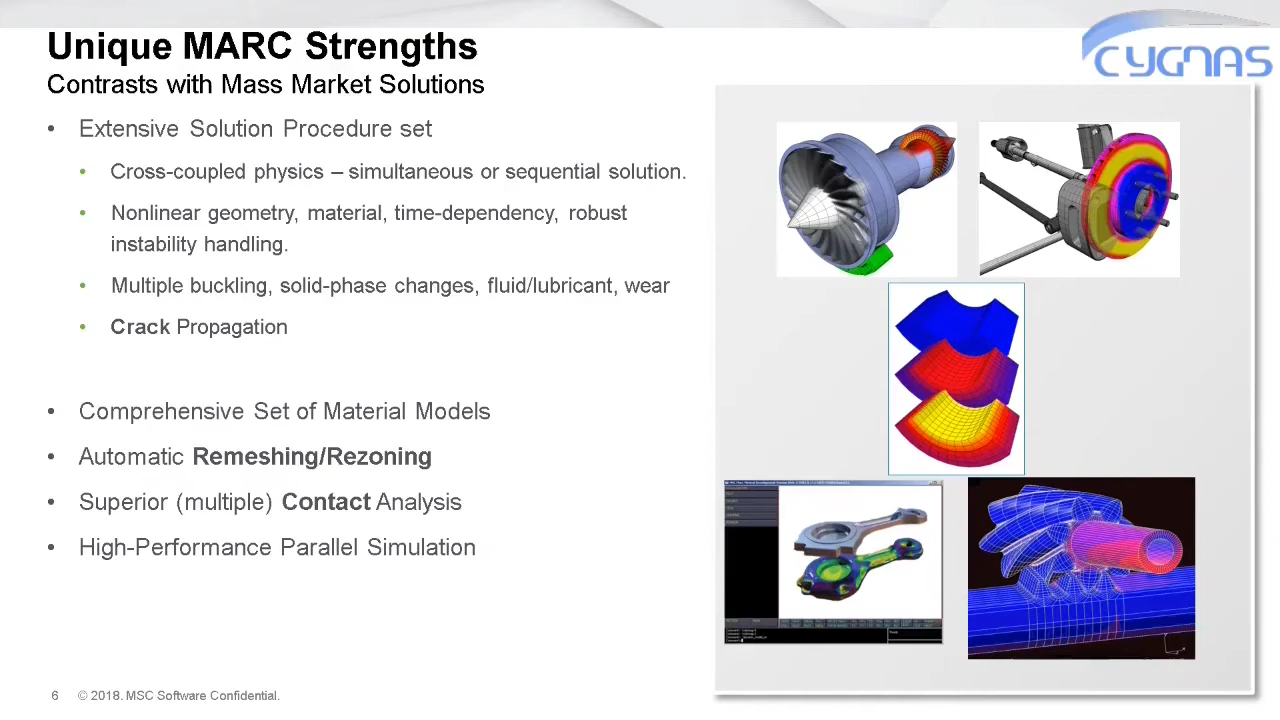 Unique MARC Strengths
Contrasts with Mass Market Solutions
CYGNAS
• Extensive Solution Procedure set
• Cross-coupled physics – simultaneous or sequential solution.
• Nonlinear geometry, material, time-dependency, robust
instability handling.
• Multiple buckling, solid-phase changes, fluid/lubricant, wear
• Crack Propagation
• Comprehensive Set of Material Models
• Automatic Remeshing/Rezoning
• Superior (multiple) Contact Analysis
• High-Performance Parallel Simulation
6 © 2018. MSC Software Confidential.